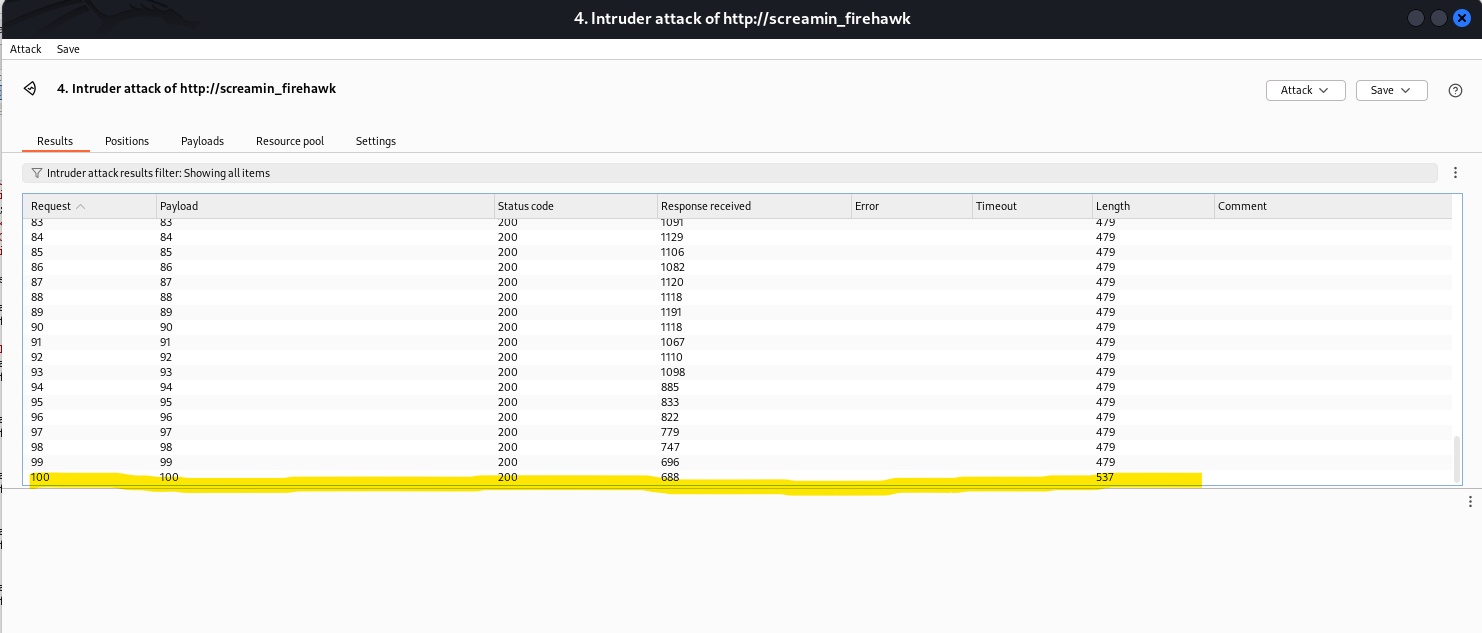 4. Intruder attack of http://screamin_firehawk
Attack Save
4. Intruder attack of http://screamin_firehawk Attack Save ?
Results Positions Payloads Resource pool Settings
Intruder attack results filter: Showing all items
Request Payload Status code Response received Error Timeout Length Comment
83 83 200 1091 479
84 84 200 1129 479
85 85 200 1106 479
86 86 200 1082 479
87 87 200 1120 479
88 88 200 1118 479
89 89 200 1191 479
90 90 200 1118 479
91 91 200 1067 479
92 92 200 1110 479
93 93 200 1098 479
94 94 200 885 479
95 95 200 833 479
96 96 200 822 479
97 97 200 779 479
98 98 200 747 479
99 99 200 696 479
100 100 200 688 537